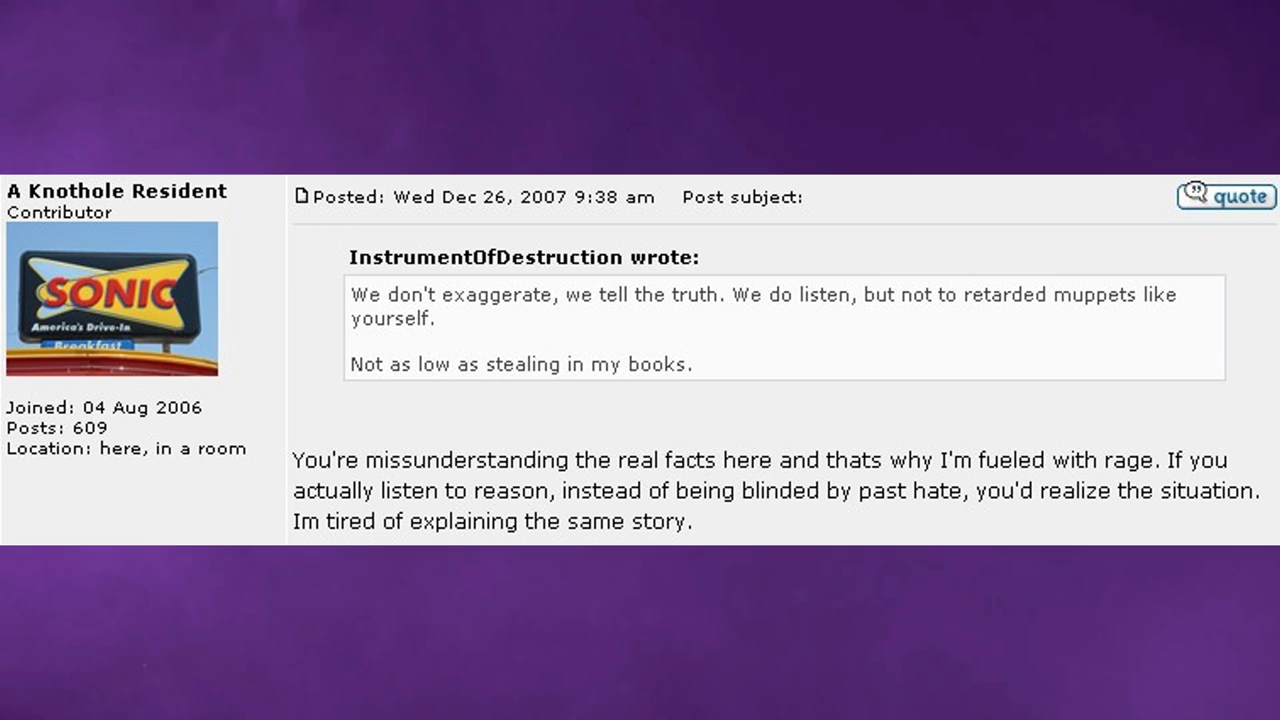 A Knothole Resident
Contributor
SONIC
America's Drive-In
Breakfast
Joined: 04 Aug 2006
Posts: 609
Location: here, in a room
Posted: Wed Dec 26, 2007 9:38 am Post subject:
quote
InstrumentOfDestruction wrote:
We don't exaggerate, we tell the truth. We do listen, but not to retarded muppets like
yourself.
Not as low as stealing in my books.
You're missunderstanding the real facts here and thats why I'm fueled with rage. If you
actually listen to reason, instead of being blinded by past hate, you'd realize the situation.
Im tired of explaining the same story.